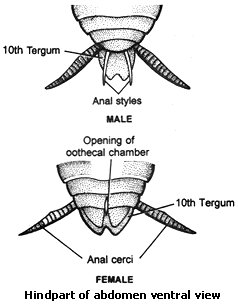 10th Tergum
Anal styles
MALE
Opening of
oothecal chamber
10th Tergum
Anal cerci
FEMALE
Hindpart of abdomen ventral view